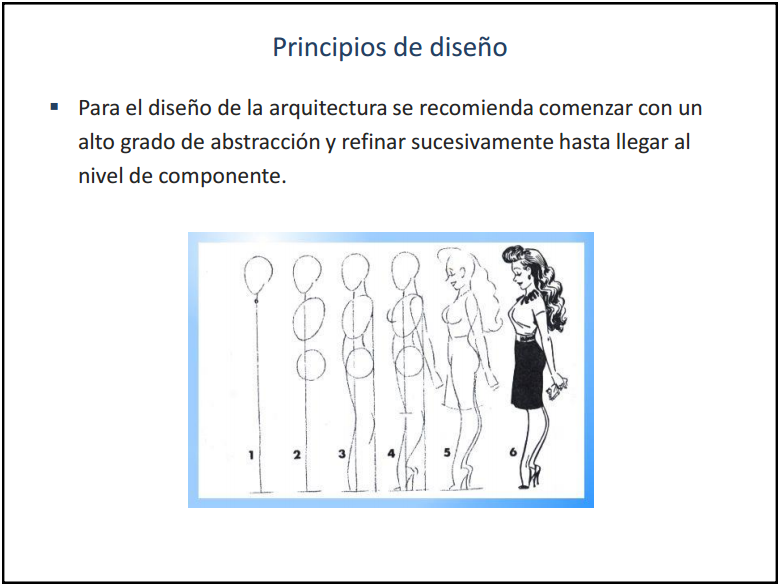 Principios de diseño
▪ Para el diseño de la arquitectura se recomienda comenzar con un
alto grado de abstracción y refinar sucesivamente hasta llegar al
nivel de componente.
1 2 3 4 5 6